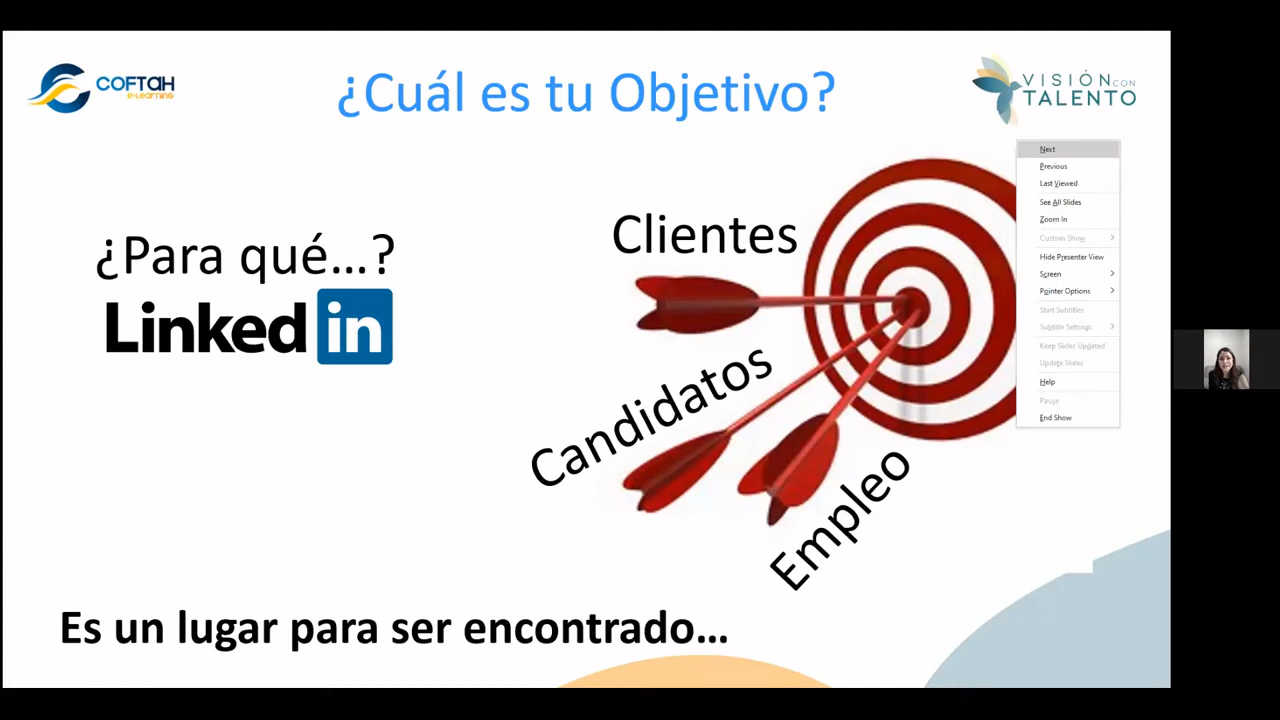 COFTAH
e-Learning
¿Cuál es tu Objetivo?
VISIÓN CON
TALENTO
¿Para qué...?
Linked in
Clientes
Candidatos
Empleo
Es un lugar para ser encontrado...
Next
Previous
Last Viewed
See All Slides
Zoom In
Custom Show
Hide Presenter View
Screen
Pointer Options
Start Subtitles
Subtitle Settings
Keep Slides Updated
Update Slides
Help
Pause
End Show